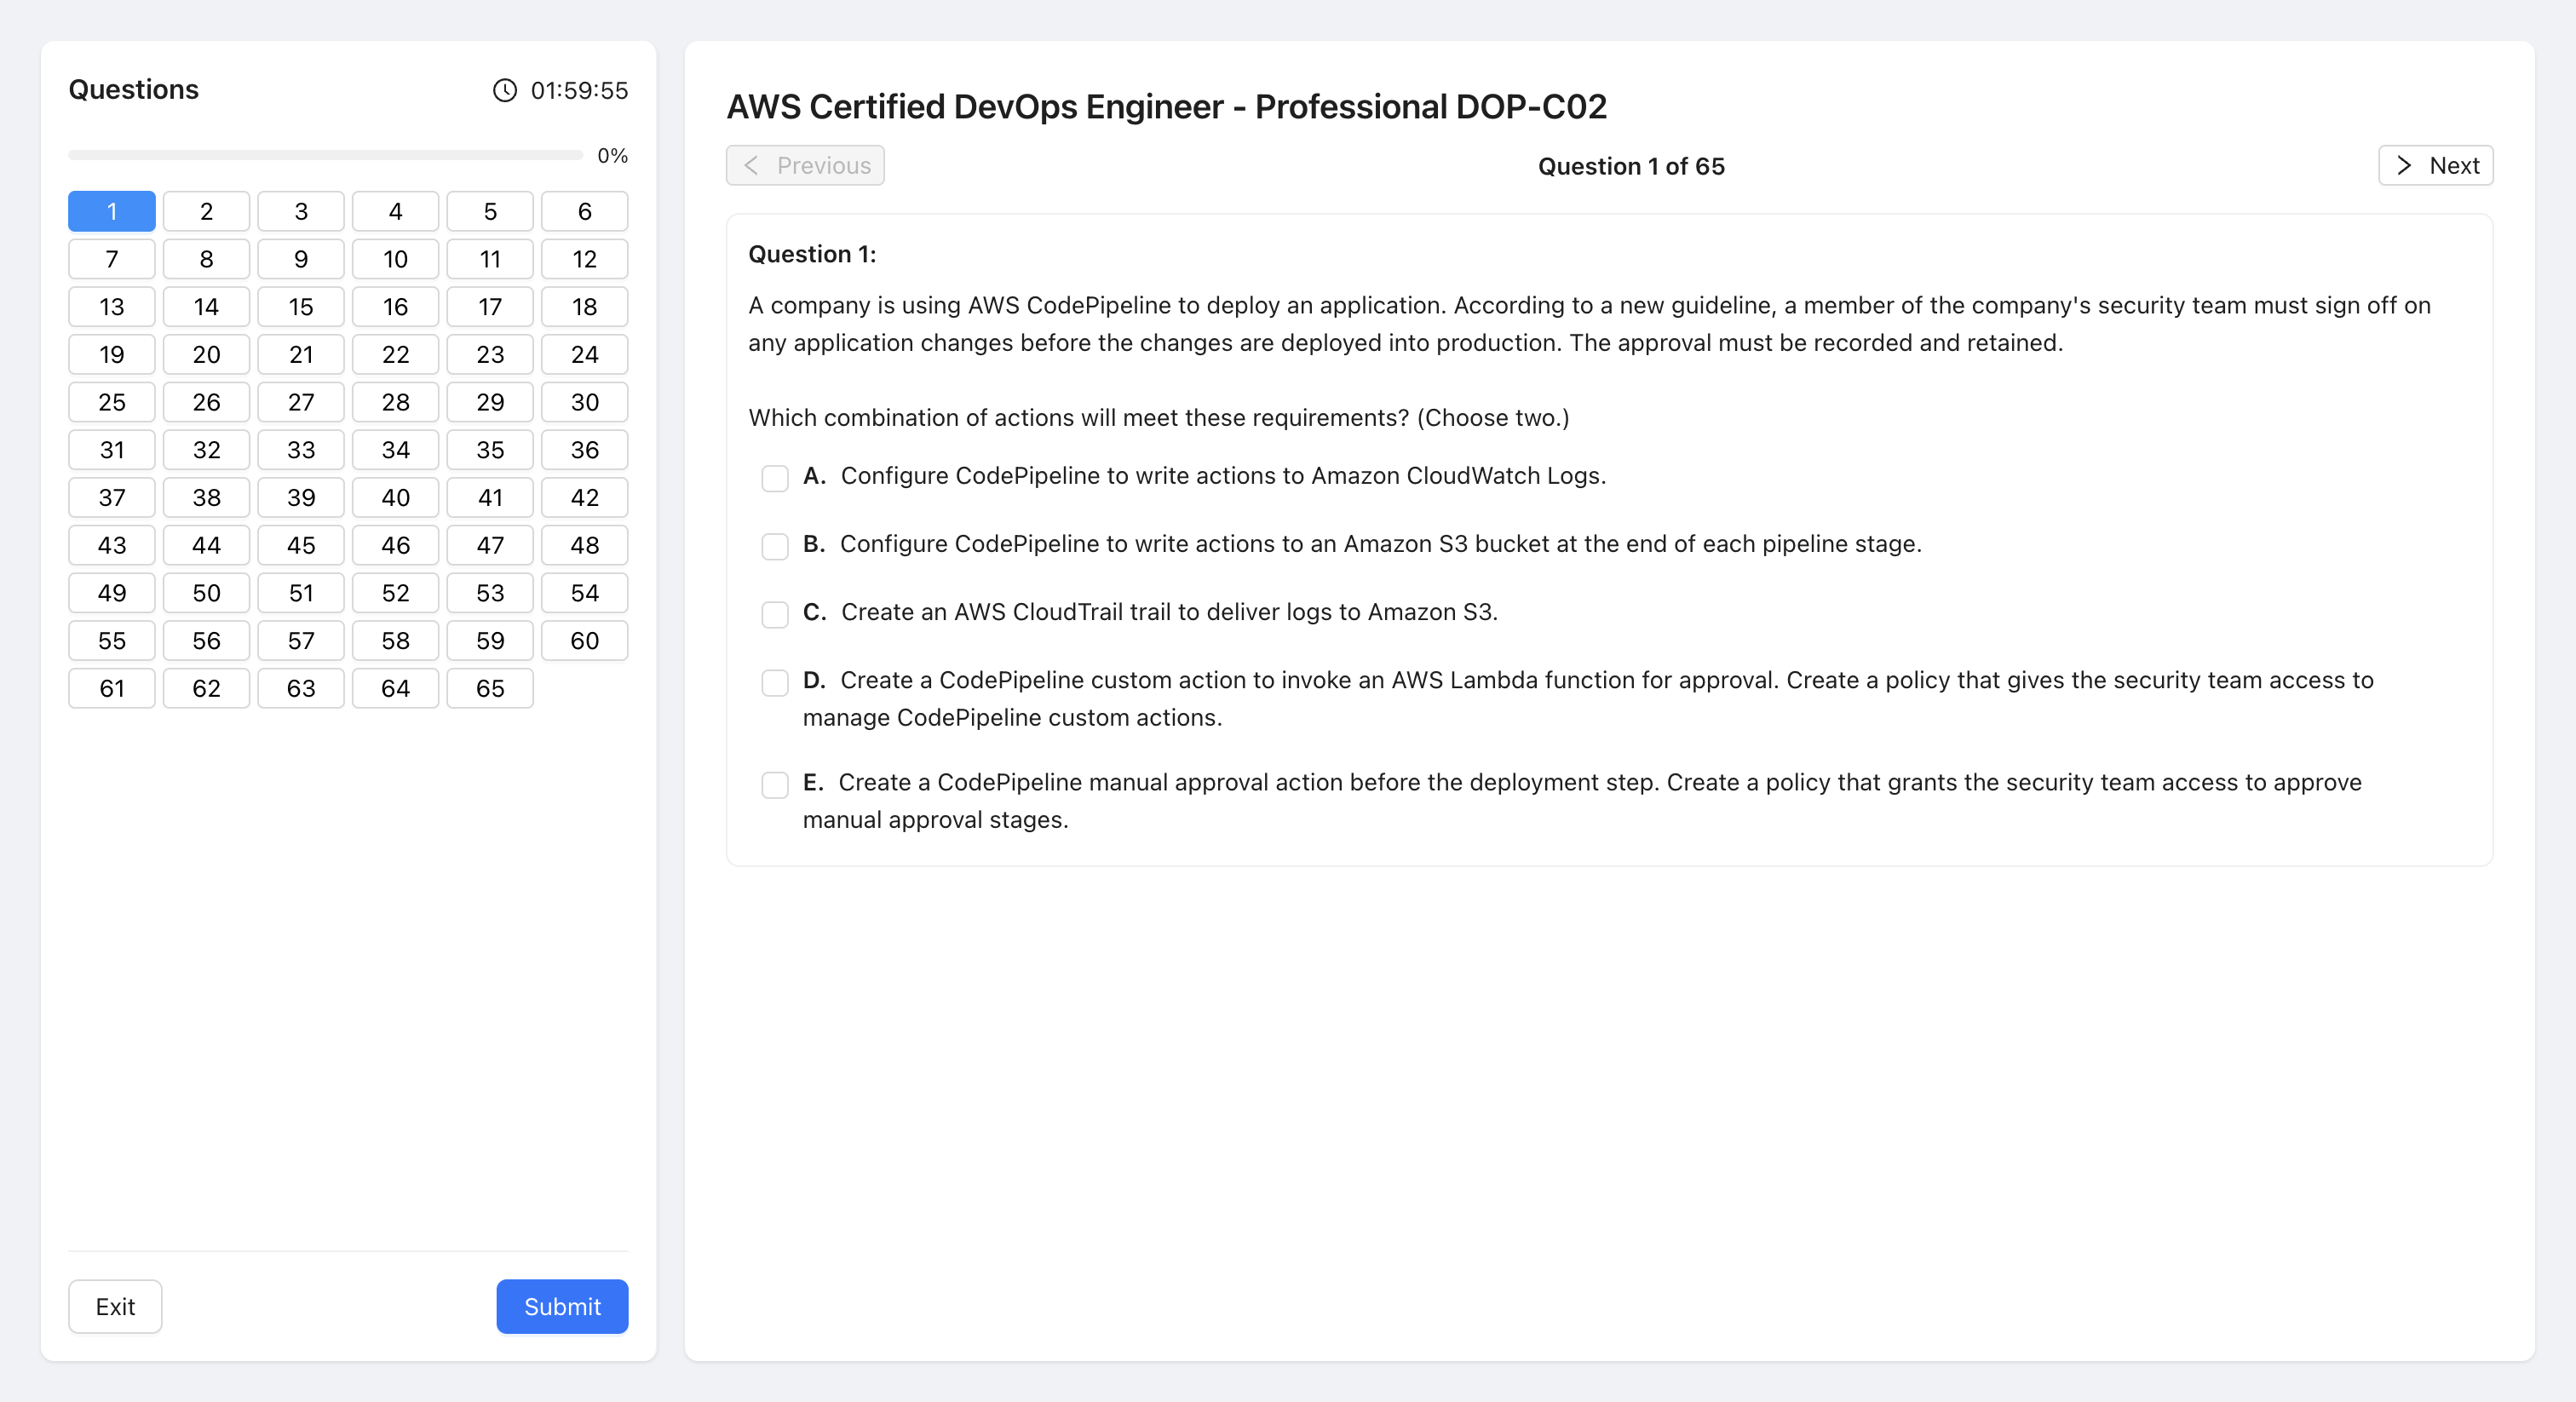 Questions
01:59:55
0%
1 2 3 4 5 6
7 8 9 10 11 12
13 14 15 16 17 18
19 20 21 22 23 24
25 26 27 28 29 30
31 32 33 34 35 36
37 38 39 40 41 42
43 44 45 46 47 48
49 50 51 52 53 54
55 56 57 58 59 60
61 62 63 64 65
Exit
Submit
AWS Certified DevOps Engineer - Professional DOP-C02
Previous
Question 1 of 65
Next
Question 1:
A company is using AWS CodePipeline to deploy an application. According to a new guideline, a member of the company's security team must sign off on
any application changes before the changes are deployed into production. The approval must be recorded and retained.
Which combination of actions will meet these requirements? (Choose two.)
A. Configure CodePipeline to write actions to Amazon CloudWatch Logs.
B. Configure CodePipeline to write actions to an Amazon S3 bucket at the end of each pipeline stage.
C. Create an AWS CloudTrail trail to deliver logs to Amazon S3.
D. Create a CodePipeline custom action to invoke an AWS Lambda function for approval. Create a policy that gives the security team access to
manage CodePipeline custom actions.
E. Create a CodePipeline manual approval action before the deployment step. Create a policy that grants the security team access to approve
manual approval stages.